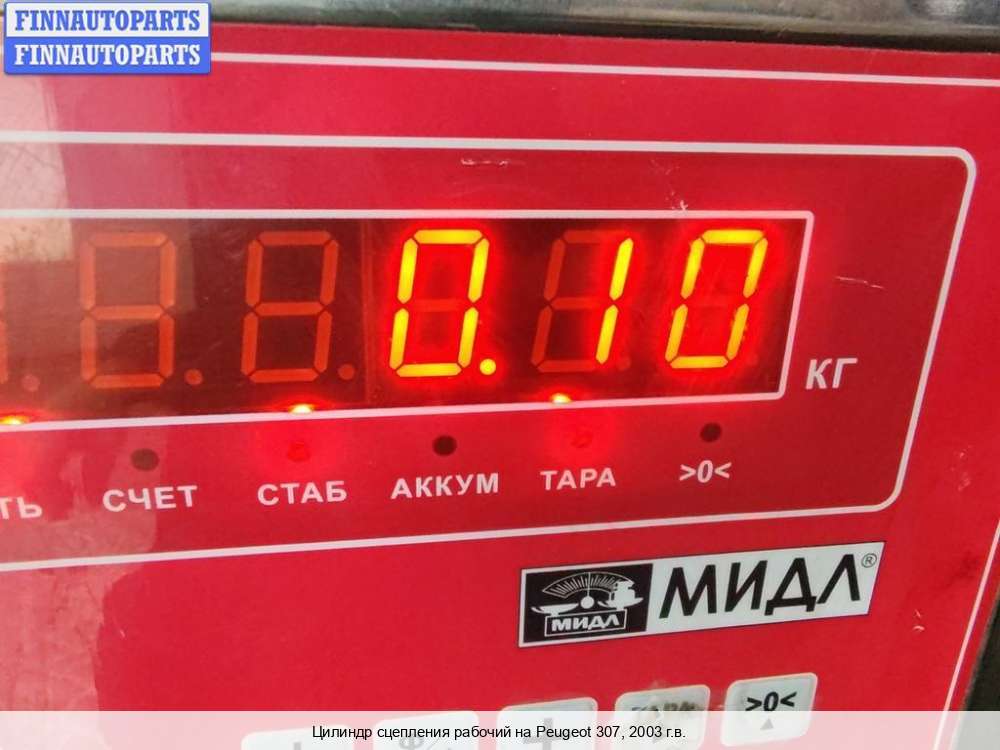 FINNAUTOPARTS
FINNAUTOPARTS
0.10
КГ
СЧЕТ СТАБ АККУМ ТАРА >0<
МИДЛ
МИДЛ®
+ ТАРА >0<
Цилиндр сцепления рабочий на Peugeot 307, 2003 г.в.